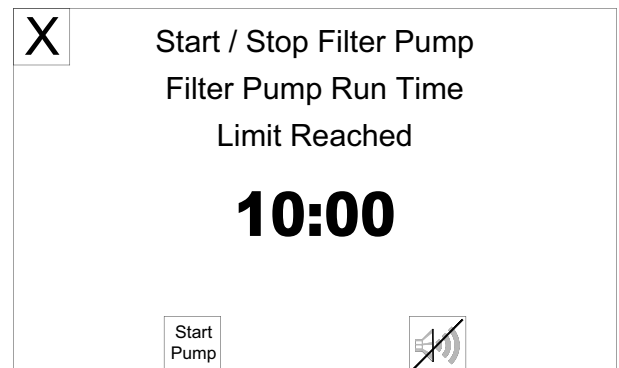 X
Start / Stop Filter Pump
Filter Pump Run Time
Limit Reached
10:00
Start
Pump